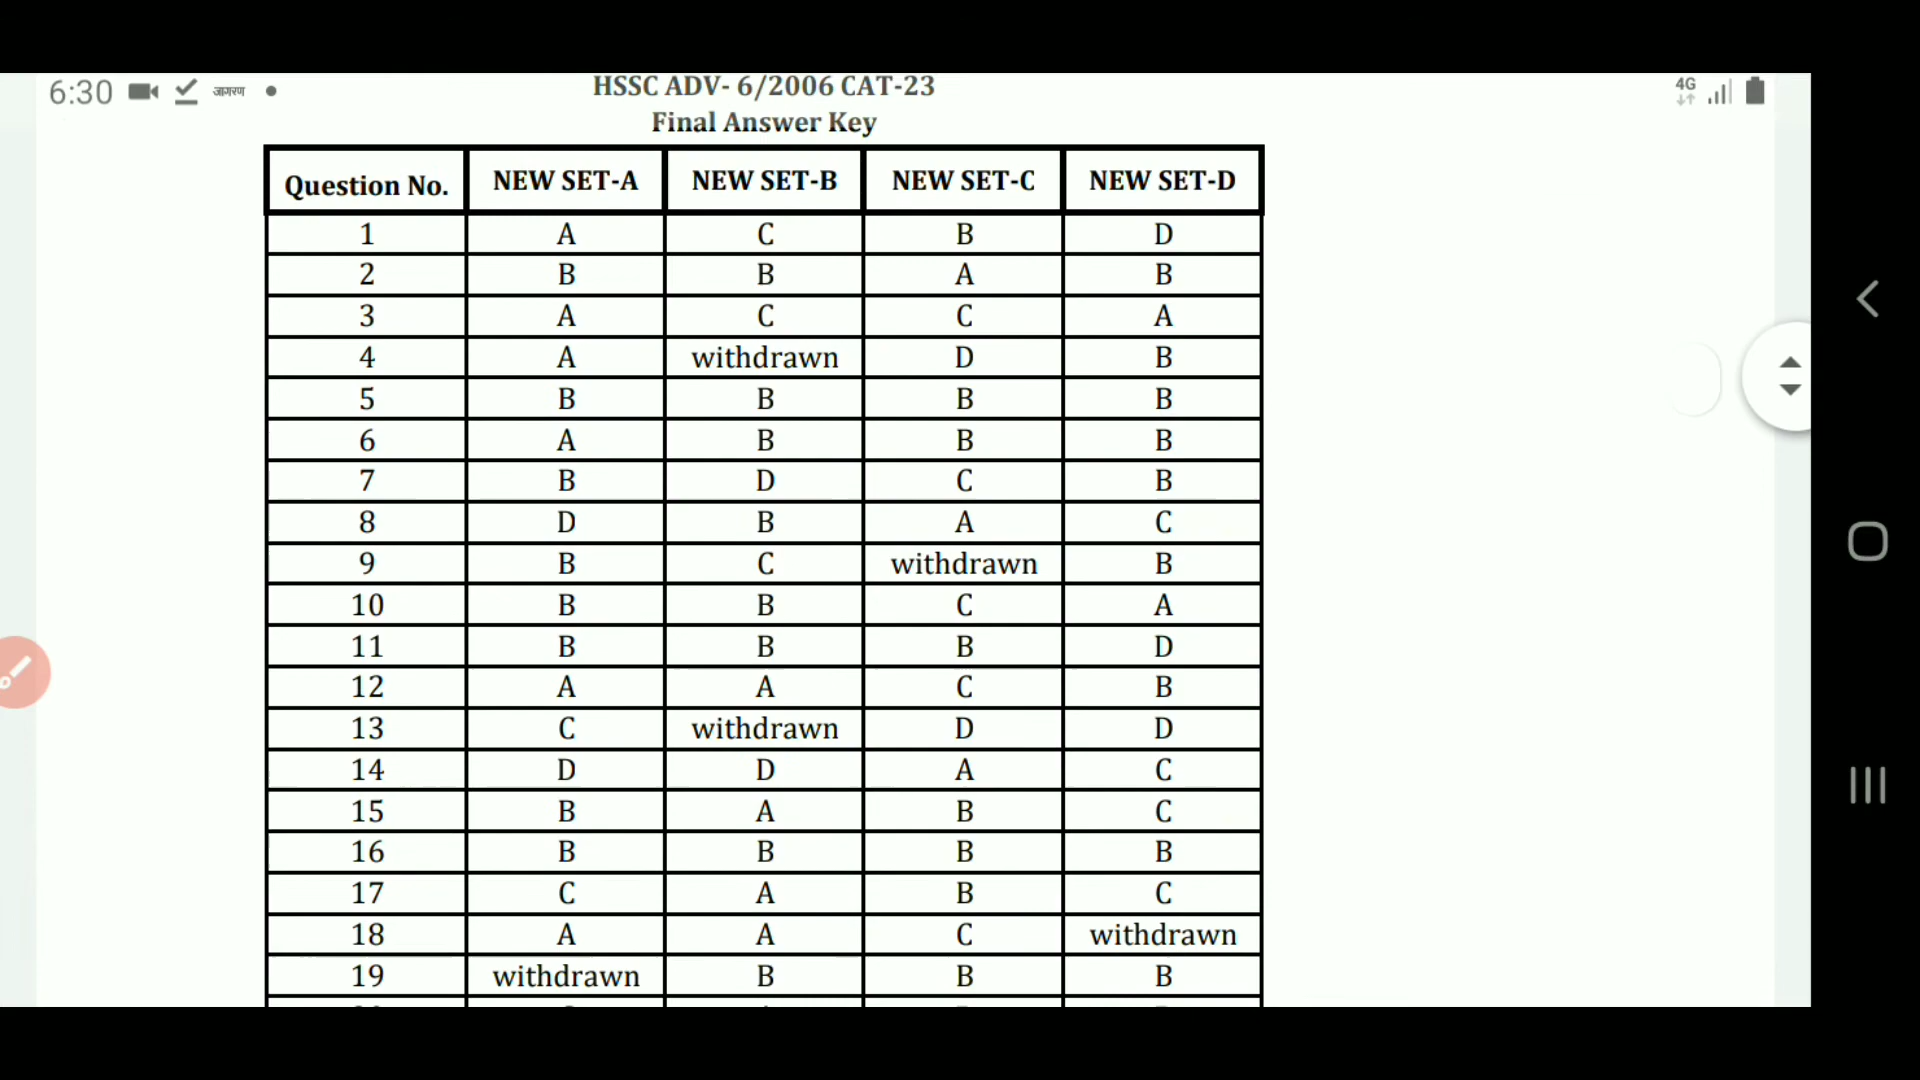 6:30 जागरण 4G
HSSC ADV- 6/2006 CAT-23
Final Answer Key
Question No. NEW SET-A NEW SET-B NEW SET-C NEW SET-D
1 A C B D
2 B B A B
3 A C C A
4 A withdrawn D B
5 B B B B
6 A B B B
7 B D C B
8 D B A C
9 B C withdrawn B
10 B B C A
11 B B B D
12 A A C B
13 C withdrawn D D
14 D D A C
15 B A B C
16 B B B B
17 C A B C
18 A A C withdrawn
19 withdrawn B B B